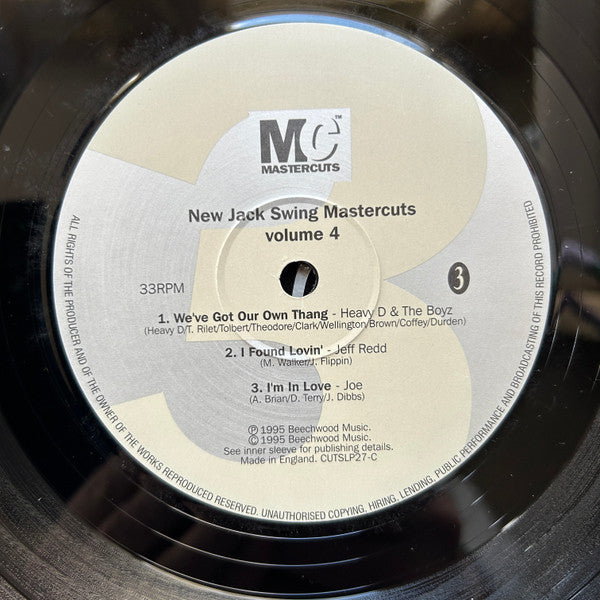 Mc™
MASTERCUTS
New Jack Swing Mastercuts
volume 4
33RPM
3
1. We've Got Our Own Thang - Heavy D & The Boyz
(Heavy D/T. Rilet/Tolbert/Theodore/Clark/Wellington/Brown/Coffey/Durden)
2. I Found Lovin' - Jeff Redd
(M. Walker/J. Flippin)
3. I'm In Love - Joe
(A. Brian/D. Terry/J. Dibbs)
Ⓟ 1995 Beechwood Music.
© 1995 Beechwood Music.
See inner sleeve for publishing details.
Made in England. CUTSLP27-C
ALL RIGHTS OF THE PRODUCER AND OF THE OWNER OF THE WORKS REPRODUCED RESERVED. UNAUTHORISED COPYING, HIRING, LENDING, PUBLIC PERFORMANCE AND BROADCASTING OF THIS RECORD PROHIBITED